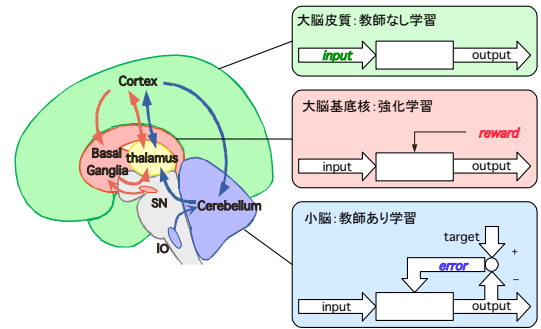 Cortex
Basal
Ganglia
thalamus
SN
Cerebellum
IO
大脳皮質：教師なし学習
input
output
大脳基底核：強化学習
reward
input
output
小脳：教師あり学習
target
+
error
−
input
output